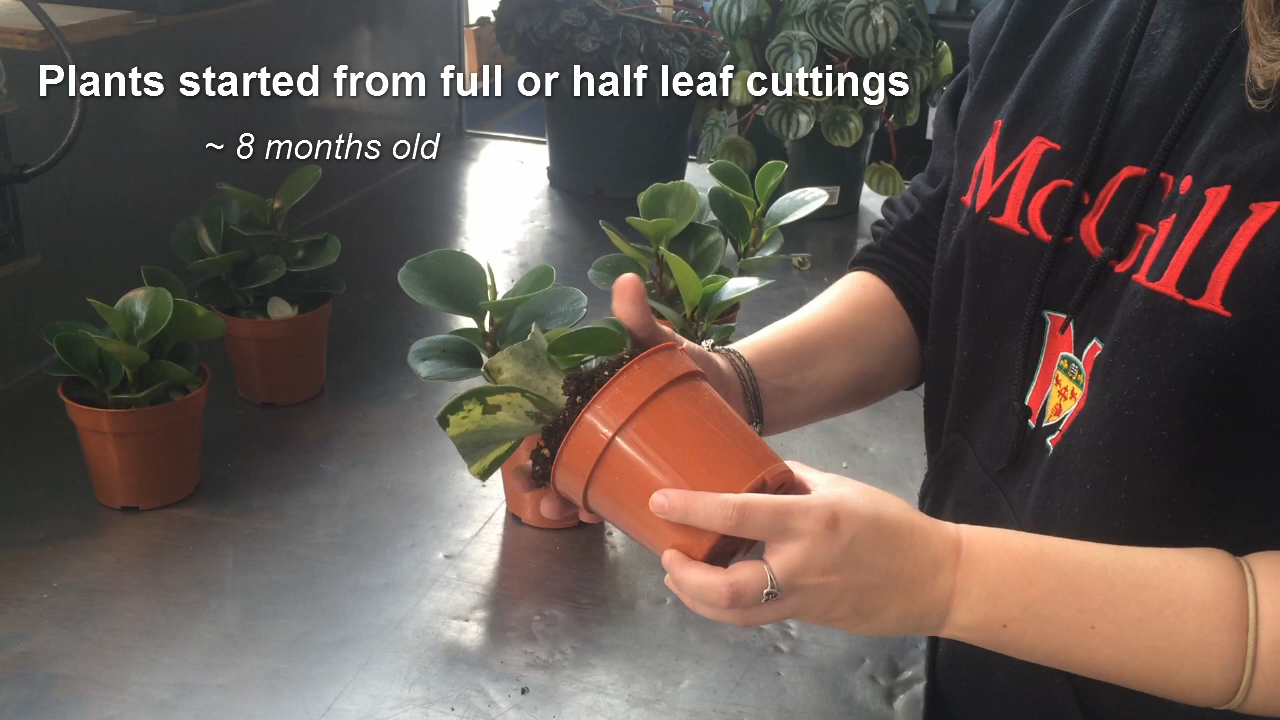 Plants started from full or half leaf cuttings
~ 8 months old
McGill